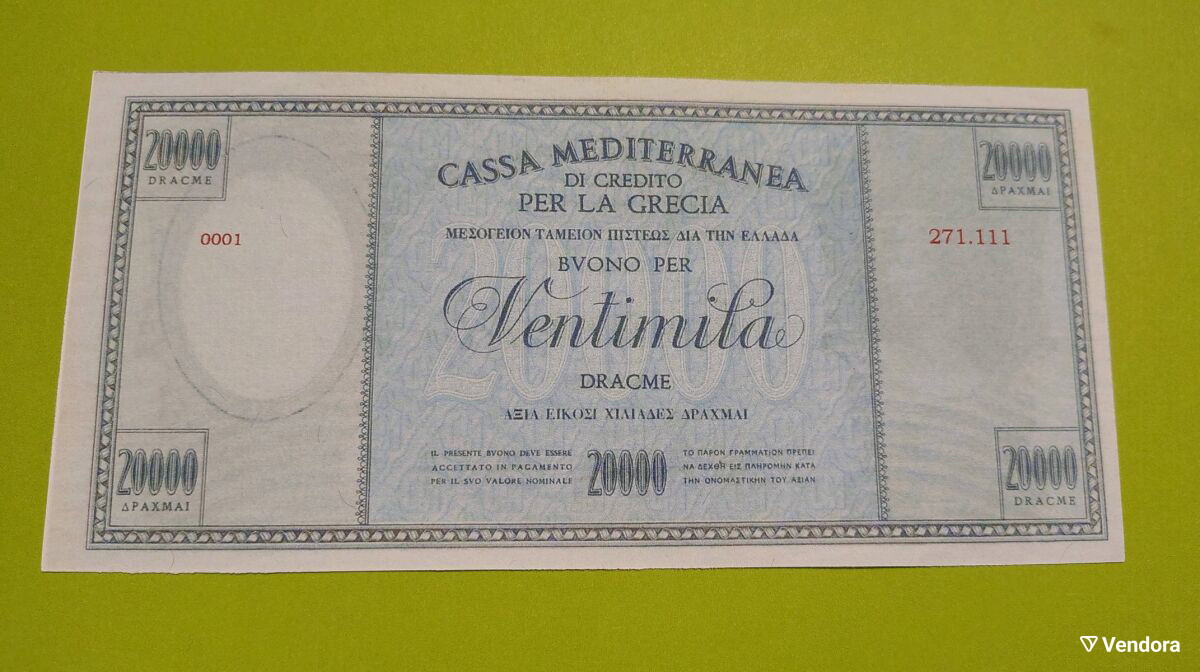 20000
DRACME
0001
CASSA MEDITERRANEA
DI CREDITO
PER LA GRECIA
ΜΕΣΟΓΕΙΟΝ ΤΑΜΕΙΟΝ ΠΙΣΤΕΩΣ ΔΙΑ ΤΗΝ ΕΛΛΑΔΑ
BVONO PER
Ventimila
20000
DRACME
ΑΞΙΑ ΕΙΚΟΣΙ ΧΙΛΙΑΔΕΣ ΔΡΑΧΜΑΙ
IL PRESENTE BVONO DEVE ESSERE
ACCETTATO IN PAGAMENTO
PER IL SVO VALORE NOMINALE
20000
ΤΟ ΠΑΡΟΝ ΓΡΑΜΜΑΤΙΟΝ ΠΡΕΠΕΙ
ΝΑ ΔΕΧΘΗ ΕΙΣ ΠΛΗΡΩΜΗΝ ΚΑΤΑ
ΤΗΝ ΟΝΟΜΑΣΤΙΚΗΝ ΤΟΥ ΑΞΙΑΝ
20000
ΔΡΑΧΜΑΙ
271.111
20000
ΔΡΑΧΜΑΙ
20000
DRACME
Vendora